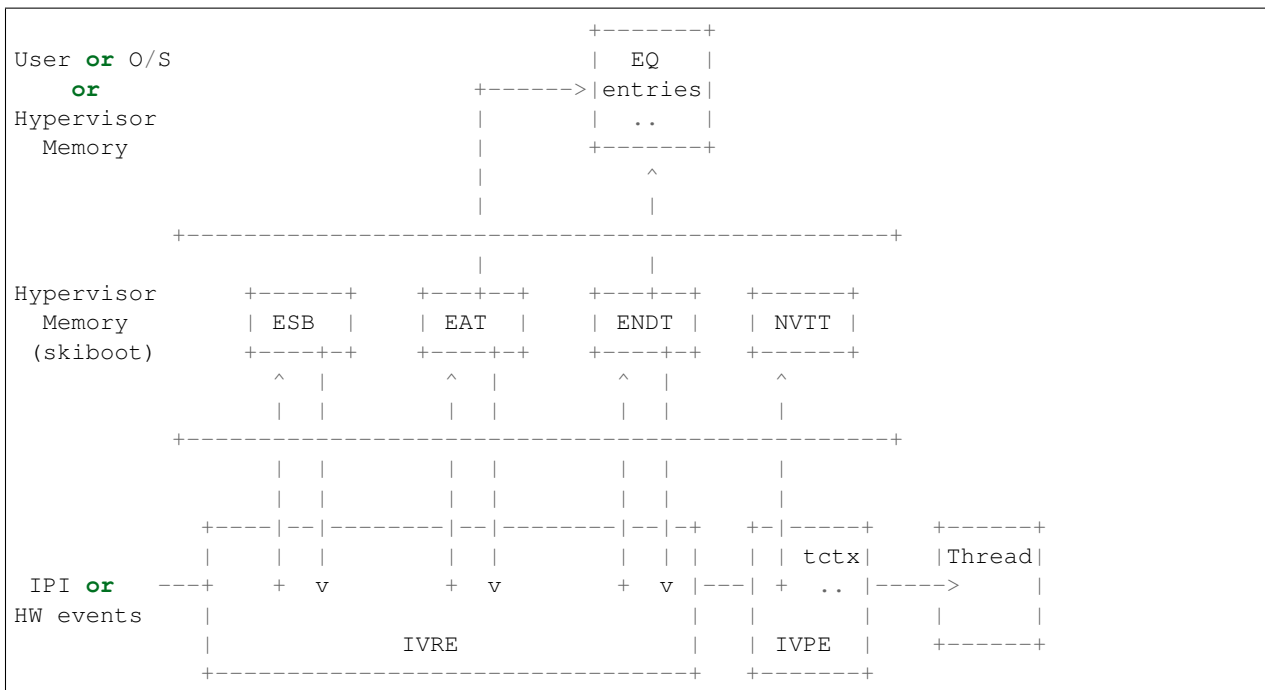 +-------+
User or O/S                             |  EQ   |
    or                          +------>|entries|
Hypervisor                      |       |  ..   |
  Memory                        |       +-------+
                                |           ^
                                |           |
           +-------------------------------------------------+
                                |           |
Hypervisor      +------+    +---+--+    +---+--+   +------+
  Memory        | ESB  |    | EAT  |    | ENDT |   | NVTT |
 (skiboot)      +----+-+    +----+-+    +----+-+   +------+
                  ^  |        ^  |        ^  |       ^
                  |  |        |  |        |  |       |
           +-------------------------------------------------+
                  |  |        |  |        |  |       |
                  |  |        |  |        |  |       |
             +----|--|--------|--|--------|--|-+   +-|-----+    +------+
             |    |  |        |  |        |  | |   | | tctx|    |Thread|
 IPI or   ---+    +  v        +  v        +  v |---| +  .. |----->     |
HW events    |                                 |   |       |    |      |
             |             IVRE                |   | IVPE  |    +------+
             +---------------------------------+   +-------+